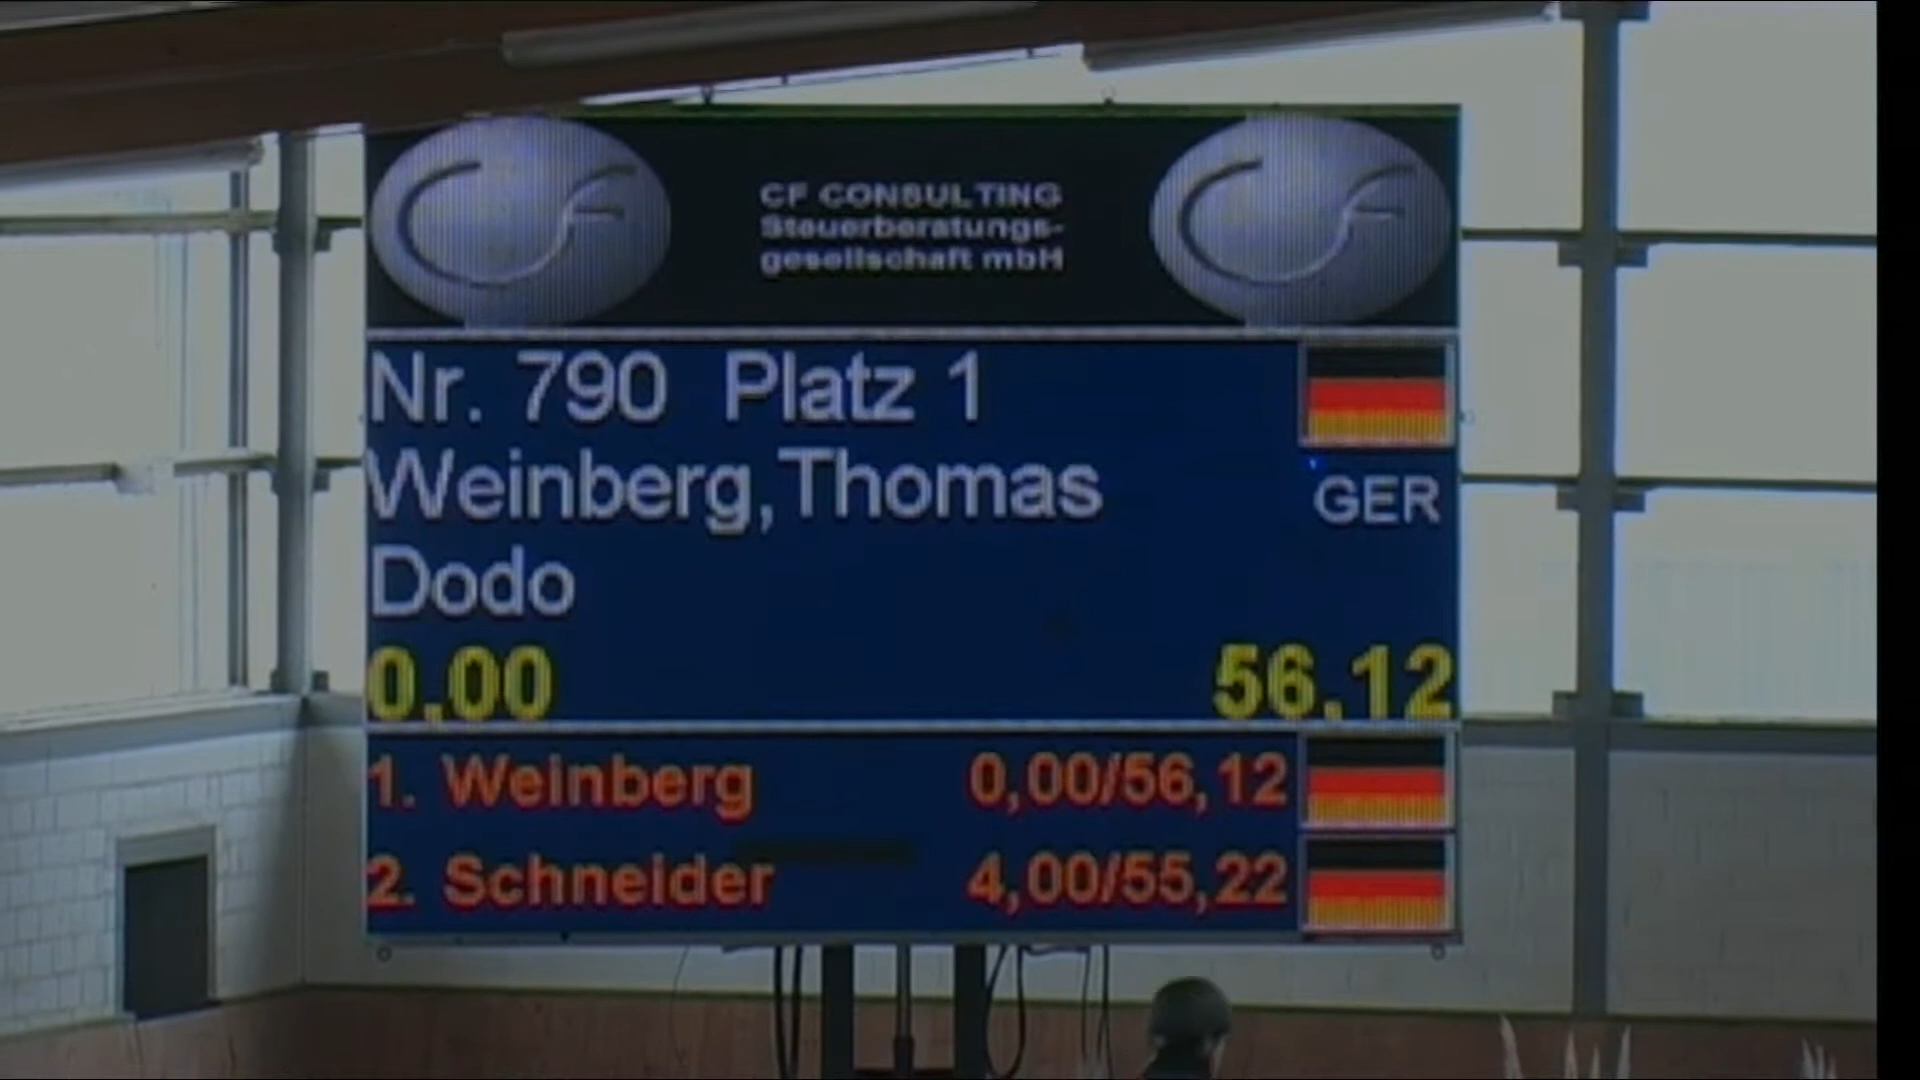 CF CONSULTING
Steuerberatungs-
gesellschaft mbH
Nr. 790 Platz 1
Weinberg,Thomas GER
Dodo
0,00 56,12
1. Weinberg 0,00/56,12
2. Schneider 4,00/55,22